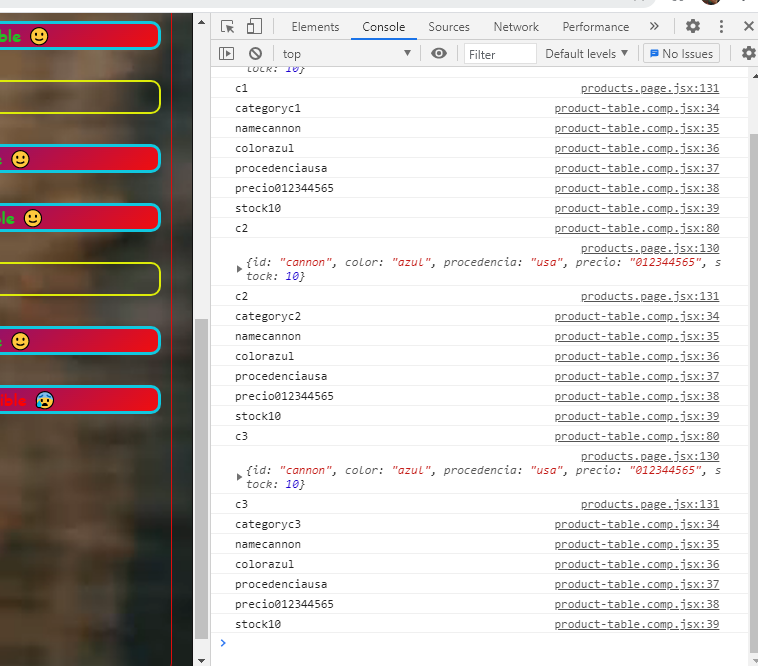 Elements Console Sources Network Performance »
top Filter Default levels No Issues
tock: 10}
c1 products.page.jsx:131
categoryc1 product-table.comp.jsx:34
namecannon product-table.comp.jsx:35
colorazul product-table.comp.jsx:36
procedenciausa product-table.comp.jsx:37
precio012344565 product-table.comp.jsx:38
stock10 product-table.comp.jsx:39
c2 product-table.comp.jsx:80
products.page.jsx:130
{id: "cannon", color: "azul", procedencia: "usa", precio: "012344565", s
tock: 10}
c2 products.page.jsx:131
categoryc2 product-table.comp.jsx:34
namecannon product-table.comp.jsx:35
colorazul product-table.comp.jsx:36
procedenciausa product-table.comp.jsx:37
precio012344565 product-table.comp.jsx:38
stock10 product-table.comp.jsx:39
c3 product-table.comp.jsx:80
products.page.jsx:130
{id: "cannon", color: "azul", procedencia: "usa", precio: "012344565", s
tock: 10}
c3 products.page.jsx:131
categoryc3 product-table.comp.jsx:34
namecannon product-table.comp.jsx:35
colorazul product-table.comp.jsx:36
procedenciausa product-table.comp.jsx:37
precio012344565 product-table.comp.jsx:38
stock10 product-table.comp.jsx:39